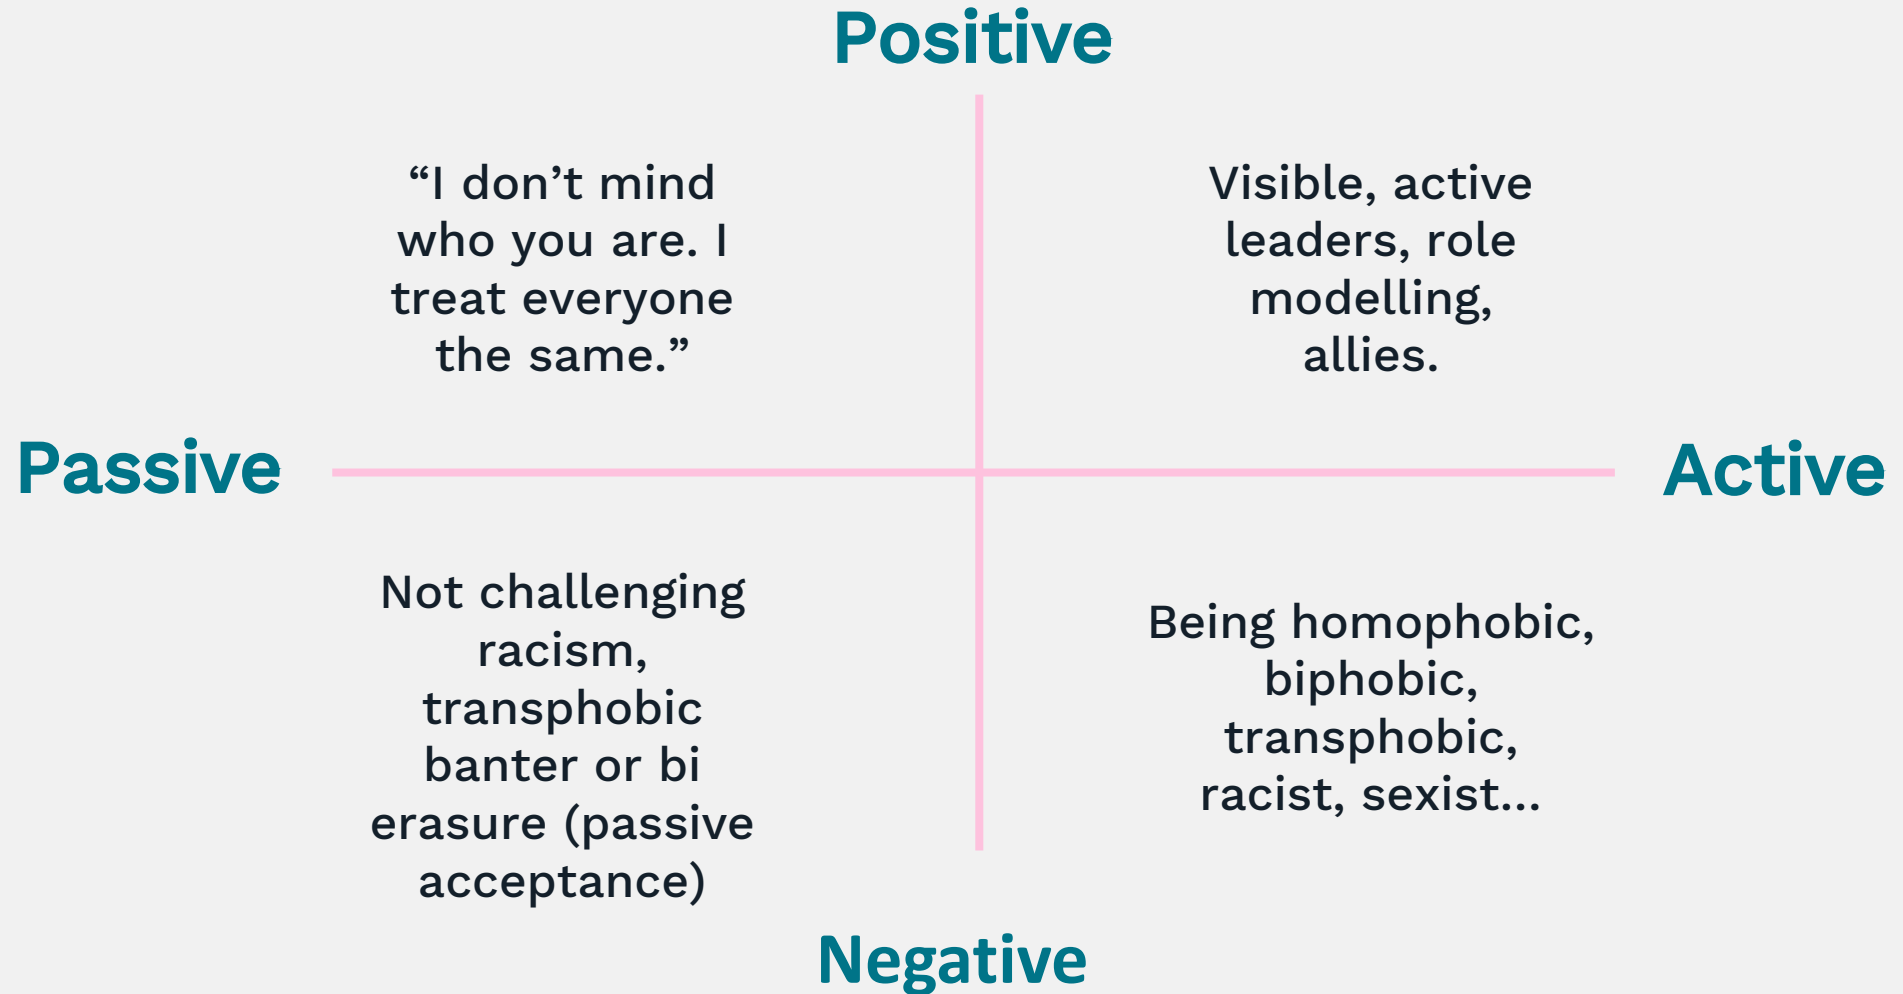 Positive
“I don’t mind
who you are. I
treat everyone
the same.”
Visible, active
leaders, role
modelling,
allies.
Passive
Active
Not challenging
racism,
transphobic
banter or bi
erasure (passive
acceptance)
Being homophobic,
biphobic,
transphobic,
racist, sexist...
Negative